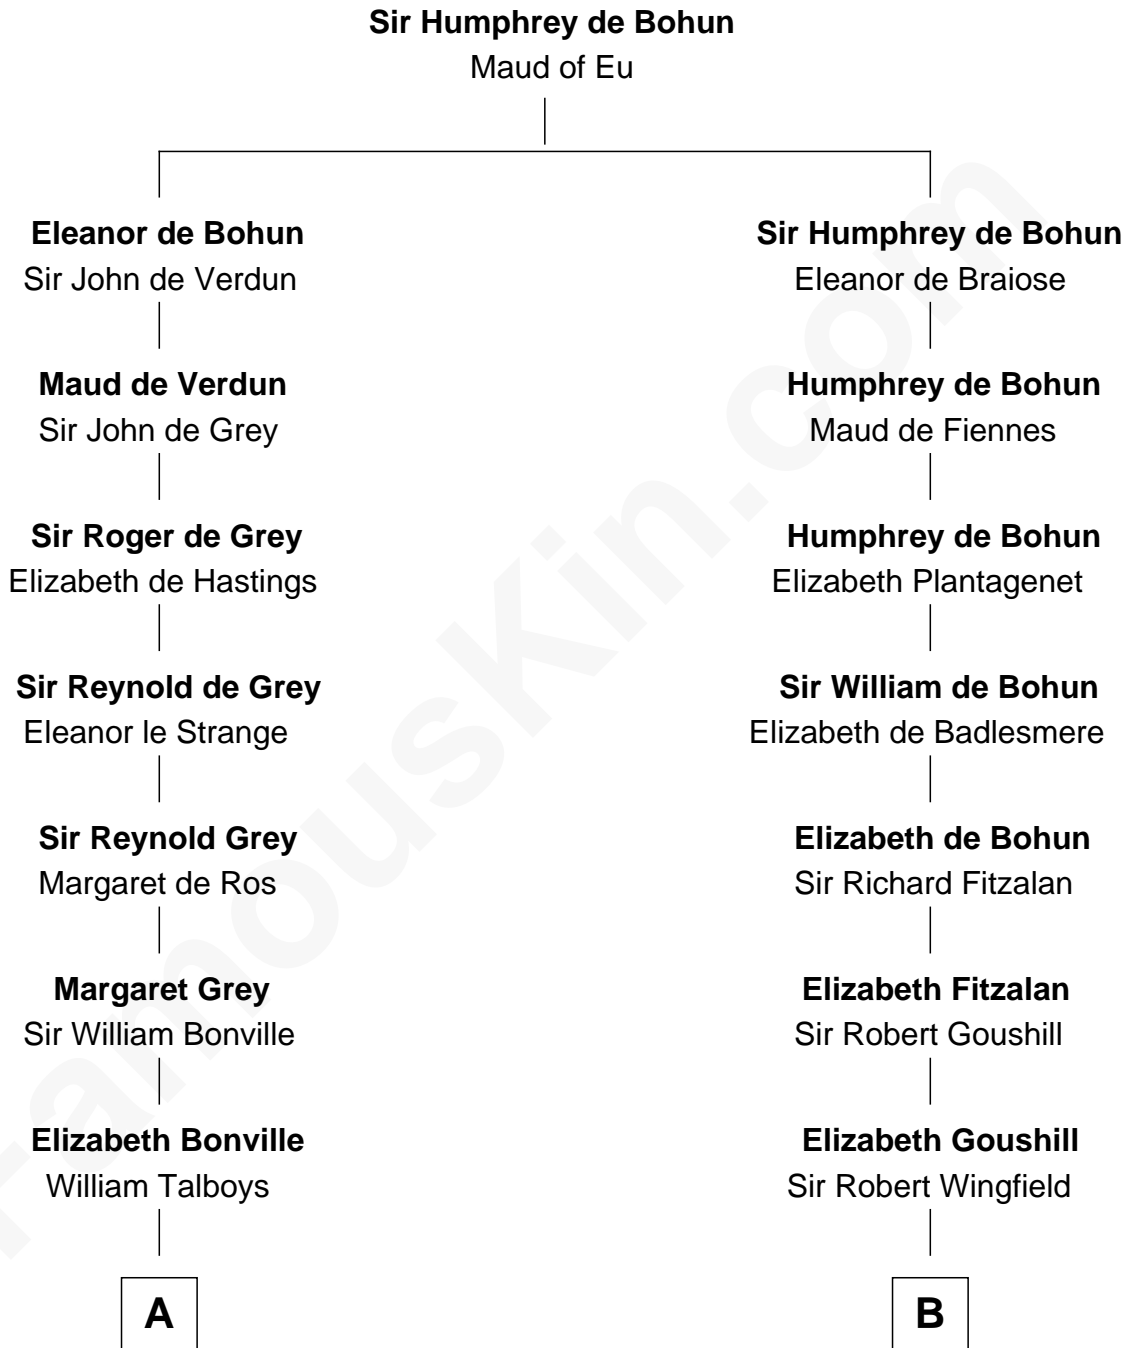 Sir Humphrey de Bohun
Maud of Eu
Eleanor de Bohun
Sir John de Verdun
Sir Humphrey de Bohun
Eleanor de Braiose
Maud de Verdun
Sir John de Grey
Humphrey de Bohun
Maud de Fiennes
Sir Roger de Grey
Elizabeth de Hastings
Humphrey de Bohun
Elizabeth Plantagenet
Sir Reynold de Grey
Eleanor le Strange
Sir William de Bohun
Elizabeth de Badlesmere
Sir Reynold Grey
Margaret de Ros
Elizabeth de Bohun
Sir Richard Fitzalan
Margaret Grey
Sir William Bonville
Elizabeth Fitzalan
Sir Robert Goushill
Elizabeth Bonville
William Talboys
Elizabeth Goushill
Sir Robert Wingfield
A
B
FamousKin.com